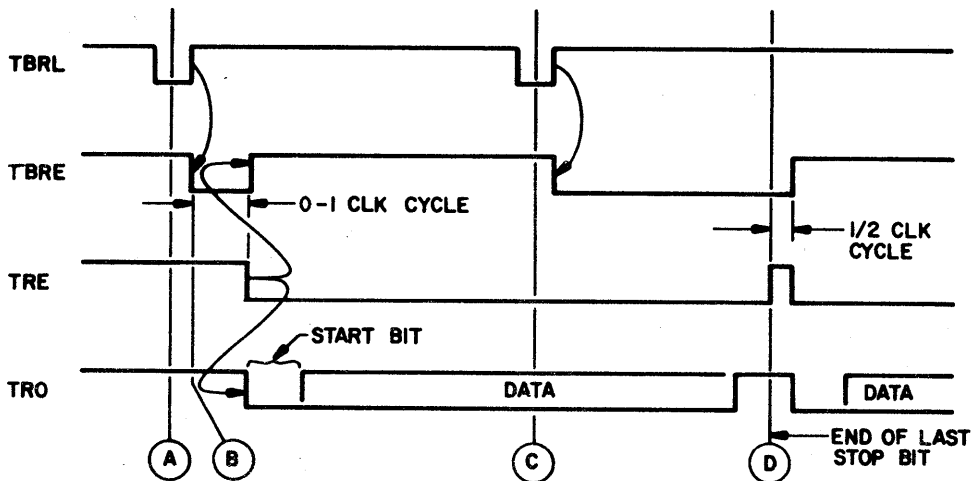 TBRL
TBRE
0-1 CLK CYCLE
1/2 CLK
CYCLE
TRE
START BIT
TRO
DATA
DATA
END OF LAST
STOP BIT
A
B
C
D